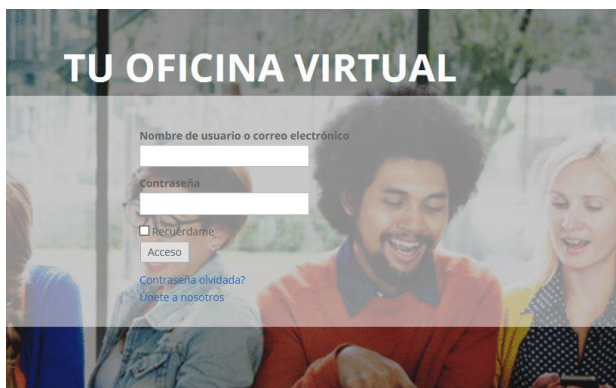 TU OFICINA VIRTUAL
Nombre de usuario o correo electrónico
Contraseña
Recuérdame
Acceso
Contraseña olvidada?
Únete a nosotros